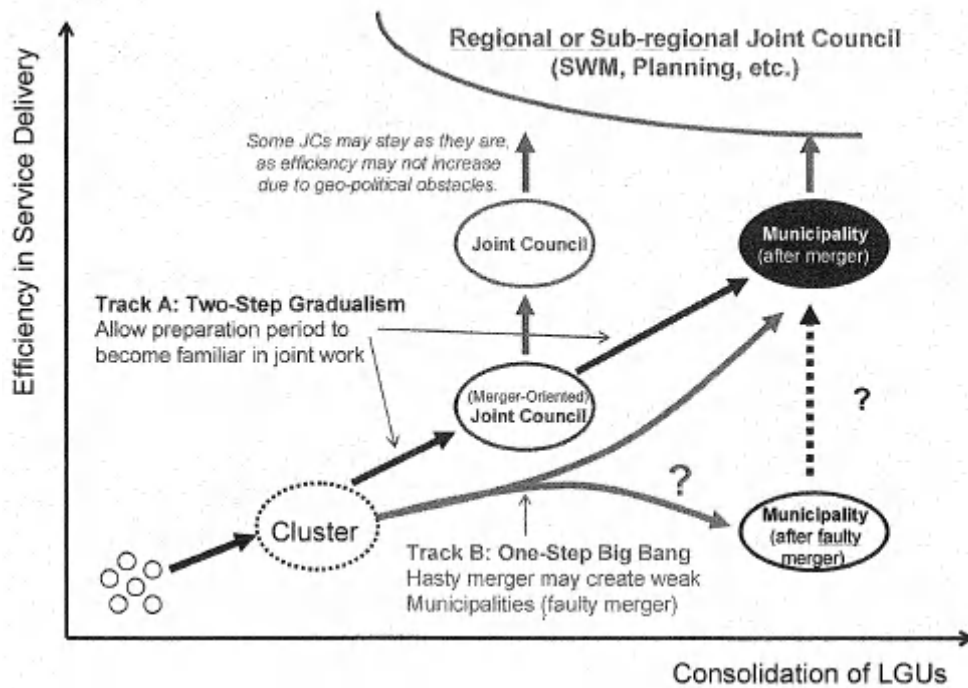 Efficiency in Service Delivery
Regional or Sub-regional Joint Council
(SWM, Planning, etc.)
Some JCs may stay as they are,
as efficiency may not increase
due to geo-political obstacles.
Joint Council
Municipality
(after merger)
Track A: Two-Step Gradualism
Allow preparation period to
become familiar in joint work
(Merger-Oriented)
Joint Council
?
?
Cluster
Municipality
(after faulty
merger)
Track B: One-Step Big Bang
Hasty merger may create weak
Municipalities (faulty merger)
Consolidation of LGUs